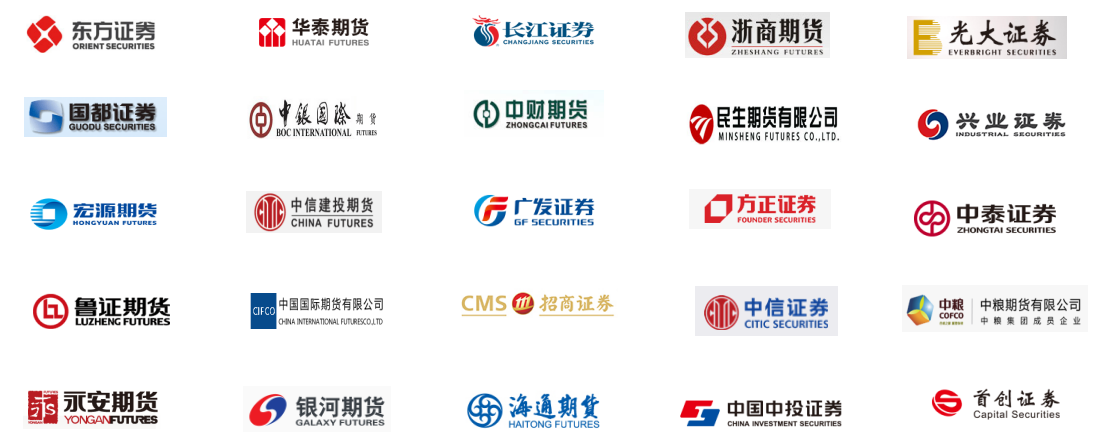 东方证券
ORIENT SECURITIES
华泰期货
HUATAI FUTURES
长江证券
CHANGJIANG SECURITIES
浙商期货
ZHESHANG FUTURES
光大证券
EVERBRIGHT SECURITIES
国都证券
GUODU SECURITIES
中銀国際 期货
BOC INTERNATIONAL FUTURES
中财期货
ZHONGCAI FUTURES
民生期货有限公司
MINSHENG FUTURES CO.,LTD.
兴业证券
INDUSTRIAL SECURITIES
宏源期货
HONGYUAN FUTURES
中信建投期货
CHINA FUTURES
广发证券
GF SECURITIES
方正证券
FOUNDER SECURITIES
中泰证券
ZHONGTAI SECURITIES
鲁证期货
LUZHENG FUTURES
CIFCO
中国国际期货有限公司
CHINA INTERNATIONAL FUTURESCO.,LTD
CMS 招商证券
中信证券
CITIC SECURITIES
中粮
COFCO
中粮期货有限公司
中粮集团成员企业
永安期货
YONGANFUTURES
银河期货
GALAXY FUTURES
海通期货
HAITONG FUTURES
中国中投证券
CHINA INVESTMENT SECURITIES
首创证券
Capital Securities